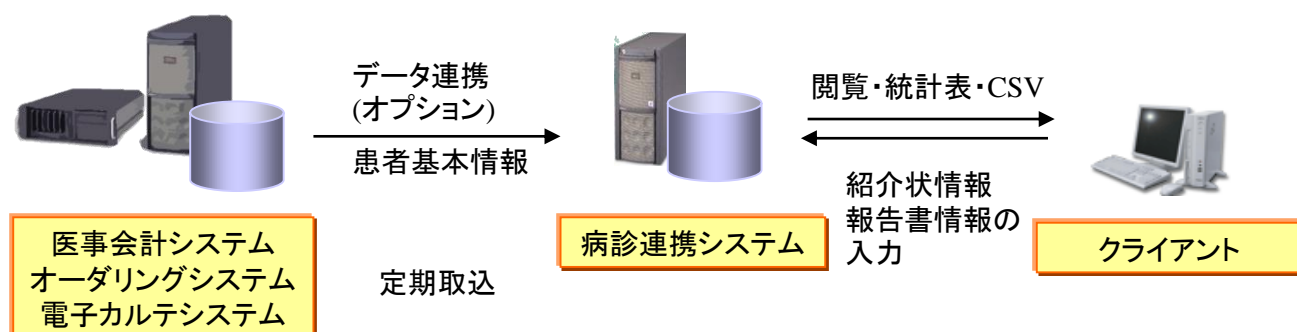 データ連携
(オプション)
患者基本情報
閲覧・統計表・CSV
紹介状情報
報告書情報の
入力
医事会計システム
オーダリングシステム
電子カルテシステム
定期取込
病診連携システム
クライアント